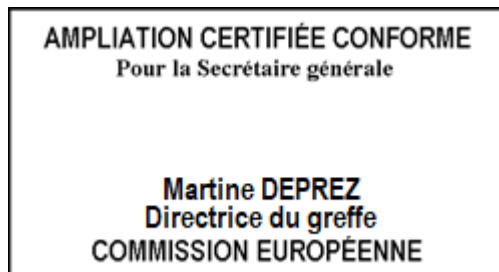 AMPLIATION CERTIFIÉE CONFORME
Pour la Secrétaire générale
Martine DEPREZ
Directrice du greffe
COMMISSION EUROPÉENNE